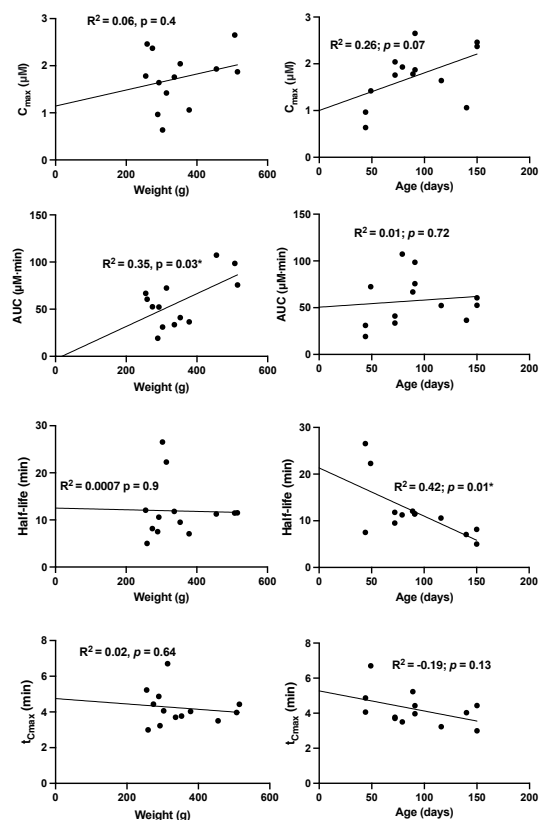 R² = 0.06, p = 0.4
Cmax (µM)
3
2
1
0
0 200 400 600
Weight (g)
R² = 0.26; p = 0.07
Cmax (µM)
3
2
1
0
0 50 100 150 200
Age (days)
R² = 0.35, p = 0.03*
AUC (µM·min)
150
100
50
0
0 200 400 600
Weight (g)
R² = 0.01; p = 0.72
AUC (µM·min)
150
100
50
0
0 50 100 150 200
Age (days)
R² = 0.0007 p = 0.9
Half-life (min)
30
20
10
0
0 200 400 600
Weight (g)
R² = 0.42; p = 0.01*
Half-life (min)
30
20
10
0
0 50 100 150 200
Age (days)
R² = 0.02, p = 0.64
tCmax (min)
8
6
4
2
0
0 200 400 600
Weight (g)
R² = -0.19; p = 0.13
tCmax (min)
8
6
4
2
0
0 50 100 150 200
Age (days)